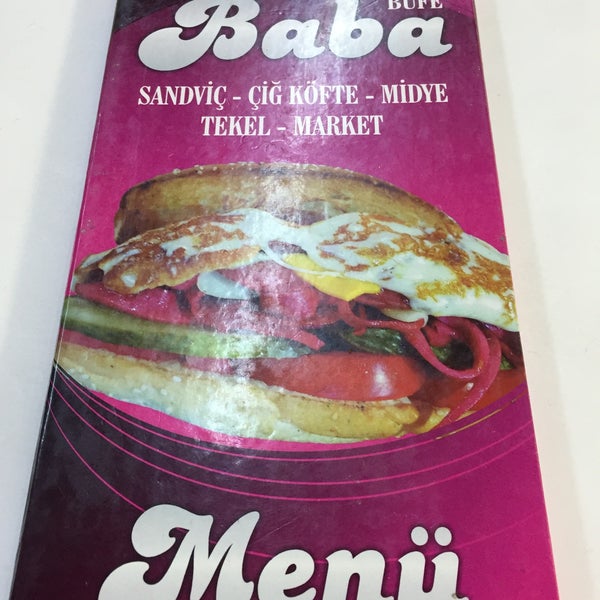 BÜFE
Baba
SANDVİÇ - ÇİĞ KÖFTE - MİDYE
TEKEL - MARKET
Menü